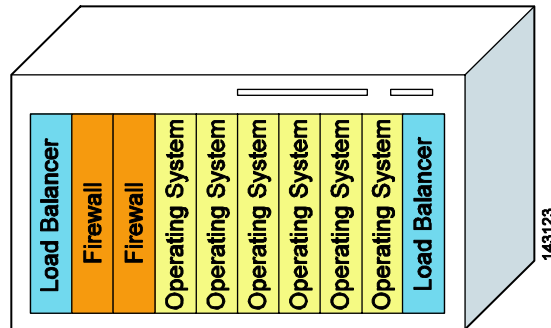 Load Balancer
Firewall
Firewall
Operating System
Operating System
Operating System
Operating System
Operating System
Operating System
Load Balancer
143123